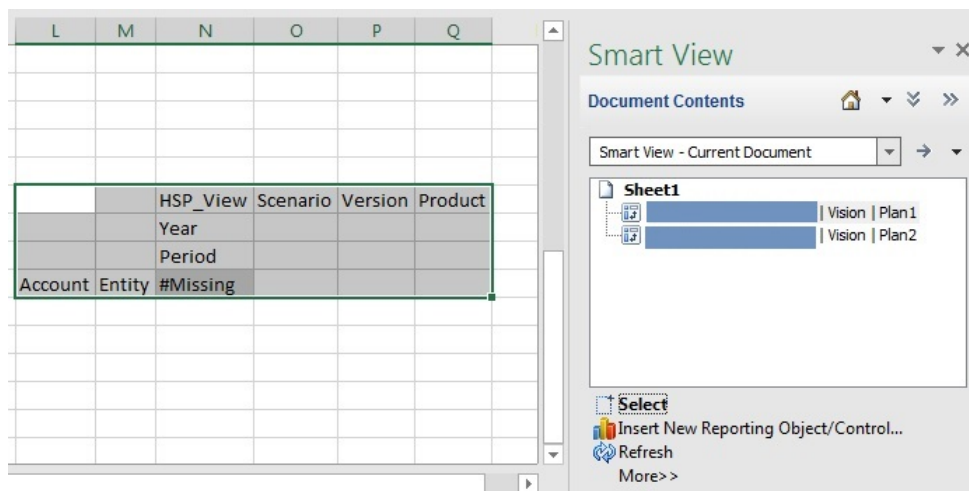 L M N O P Q
HSP_View Scenario Version Product
Year
Period
Account Entity #Missing
Smart View
Document Contents
Smart View - Current Document
Sheet1
| Vision | Plan1
| Vision | Plan2
Select
Insert New Reporting Object/Control...
Refresh
More>>